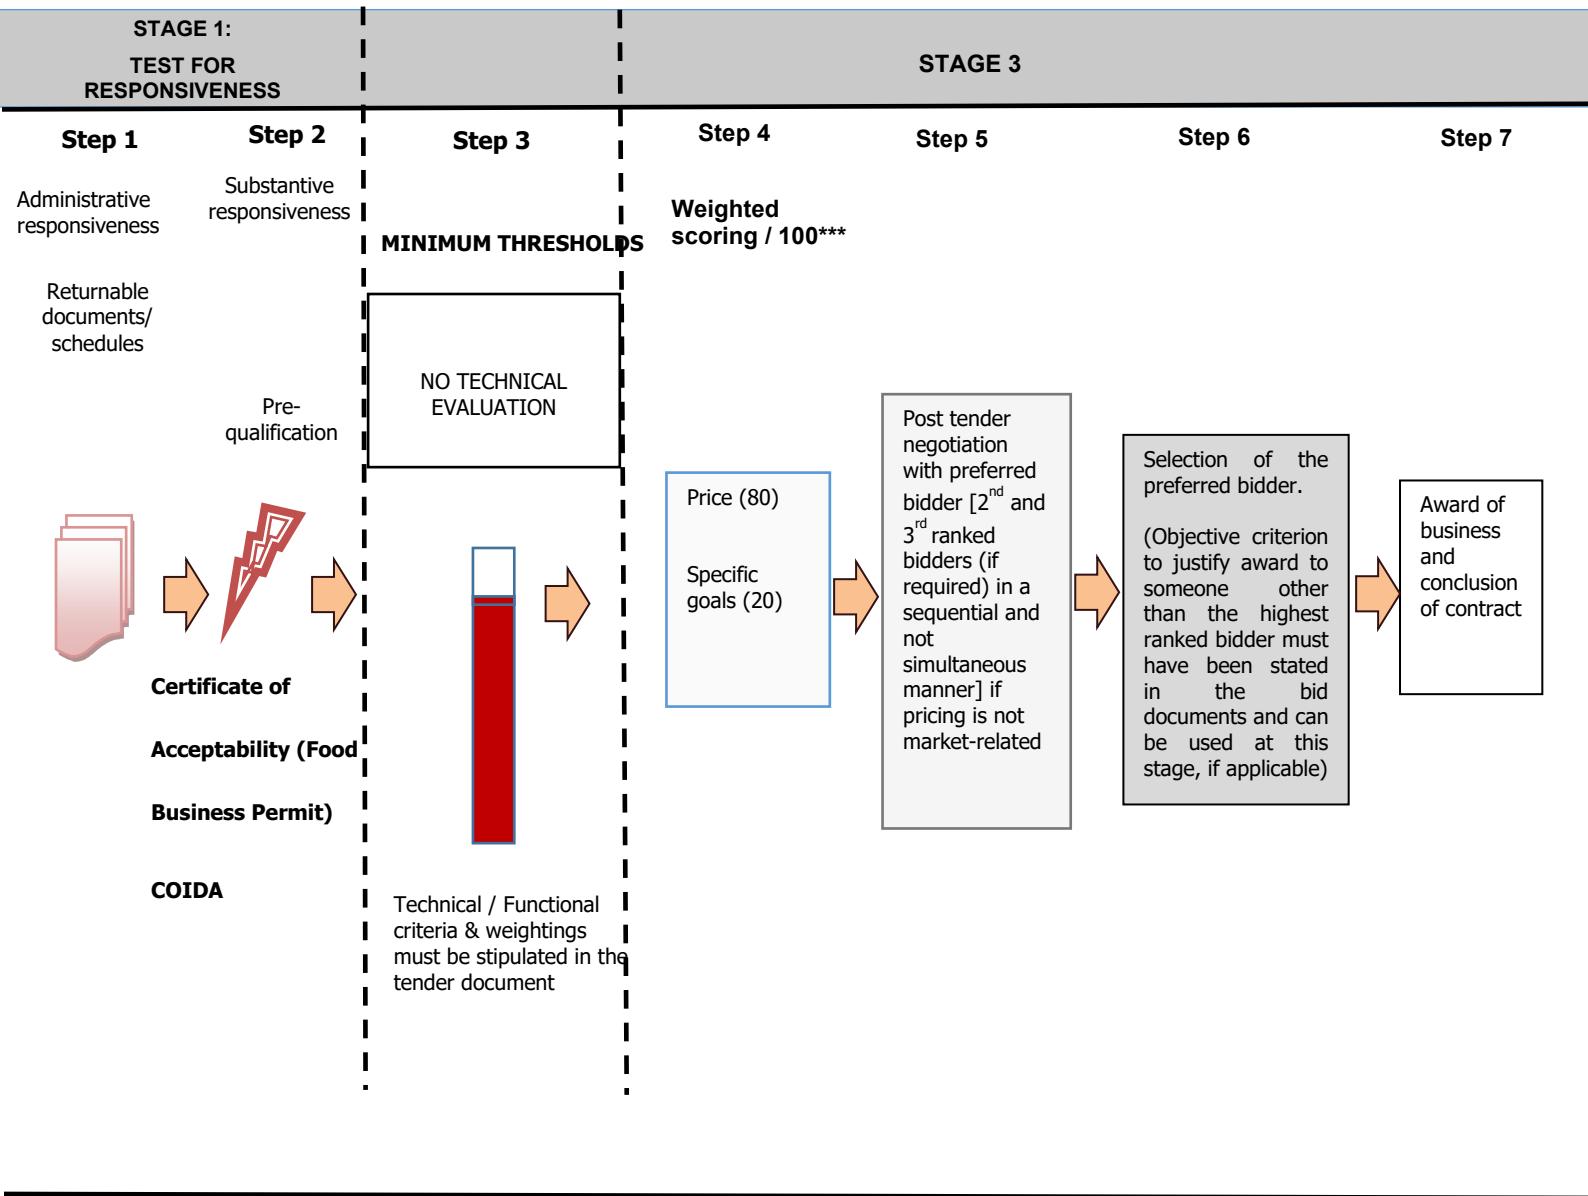 STAGE 1:
TEST FOR
RESPONSIVENESS
STAGE 3
Step 1
Step 2
Step 3
Step 4
Step 5
Step 6
Step 7
Administrative
responsiveness
Returnable
documents/
schedules
Substantive
responsiveness
Pre-
qualification
Certificate of
Acceptability (Food
Business Permit)
COIDA
MINIMUM THRESHOLDS
NO TECHNICAL
EVALUATION
Technical / Functional
criteria & weightings
must be stipulated in the
tender document
Weighted
scoring / 100***
Price (80)
Specific
goals (20)
Post tender
negotiation
with preferred
bidder [2nd and
3rd ranked
bidders (if
required) in a
sequential and
not
simultaneous
manner] if
pricing is not
market-related
Selection of the
preferred bidder.
(Objective criterion
to justify award to
someone other
than the highest
ranked bidder must
have been stated
in the bid
documents and can
be used at this
stage, if applicable)
Award of
business
and
conclusion
of contract